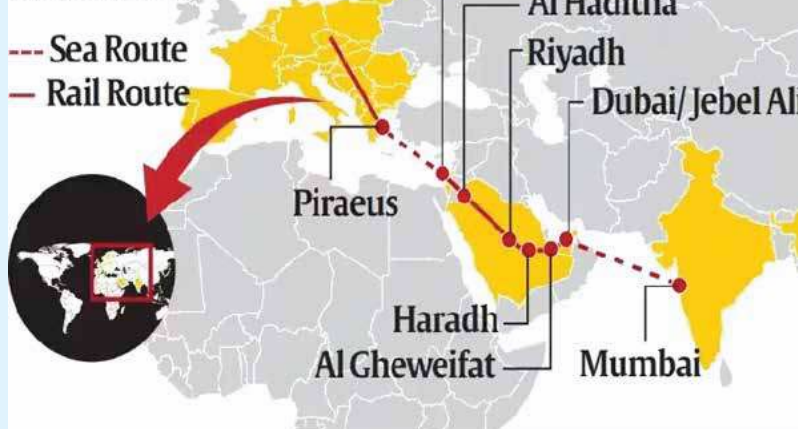 Al Haditha
Sea Route
Riyadh
Rail Route
Dubai/Jebel Ali
Piraeus
Haradh
Al Gheweifat
Mumbai